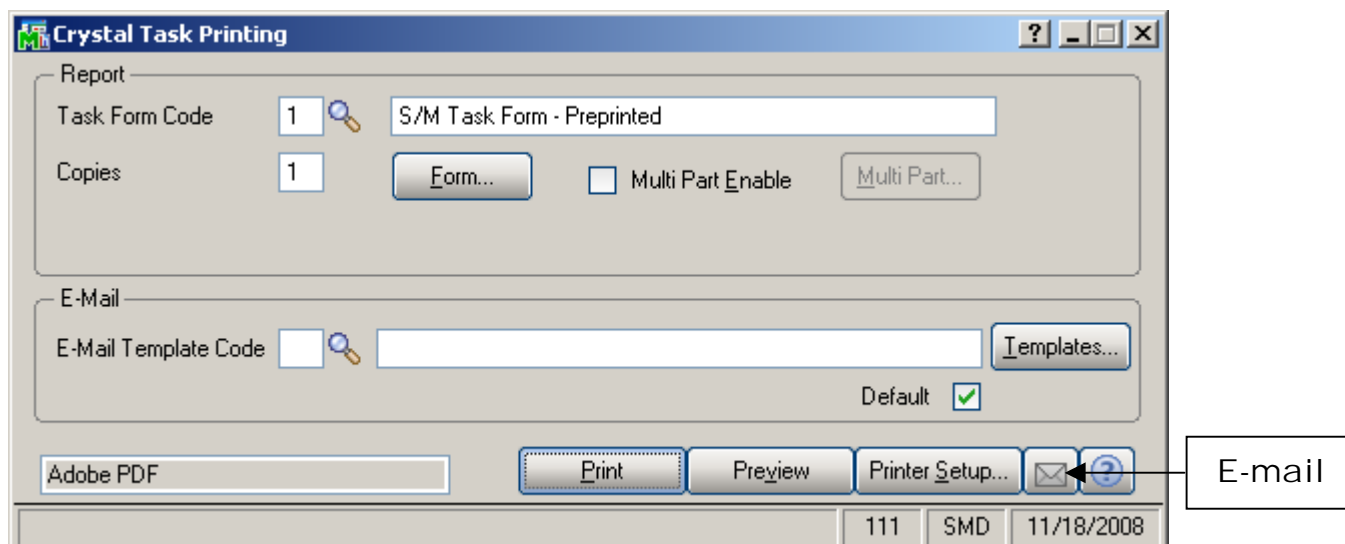 Crystal Task Printing
Report
Task Form Code 1 S/M Task Form - Preprinted
Copies 1 Form... Multi Part Enable Multi Part...
E-Mail
E-Mail Template Code Templates...
Default
Adobe PDF Print Preview Printer Setup... E-mail
111 SMD 11/18/2008